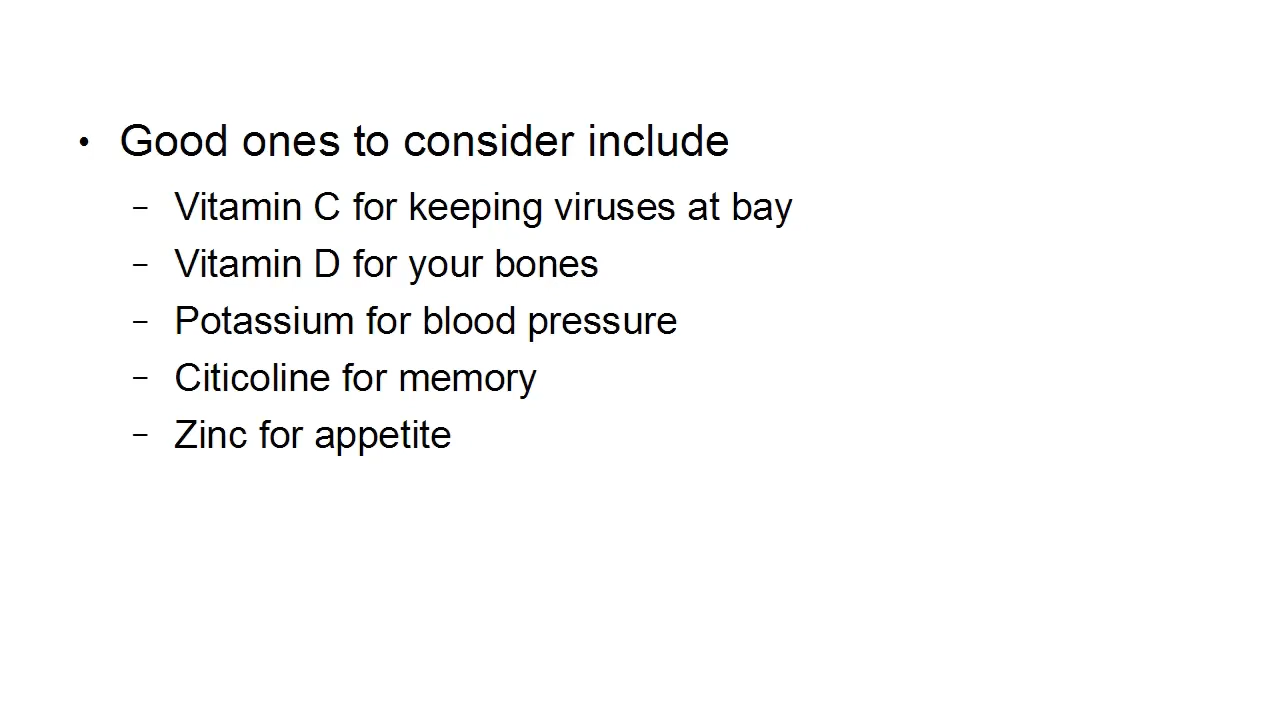 • Good ones to consider include
– Vitamin C for keeping viruses at bay
– Vitamin D for your bones
– Potassium for blood pressure
– Citicoline for memory
– Zinc for appetite